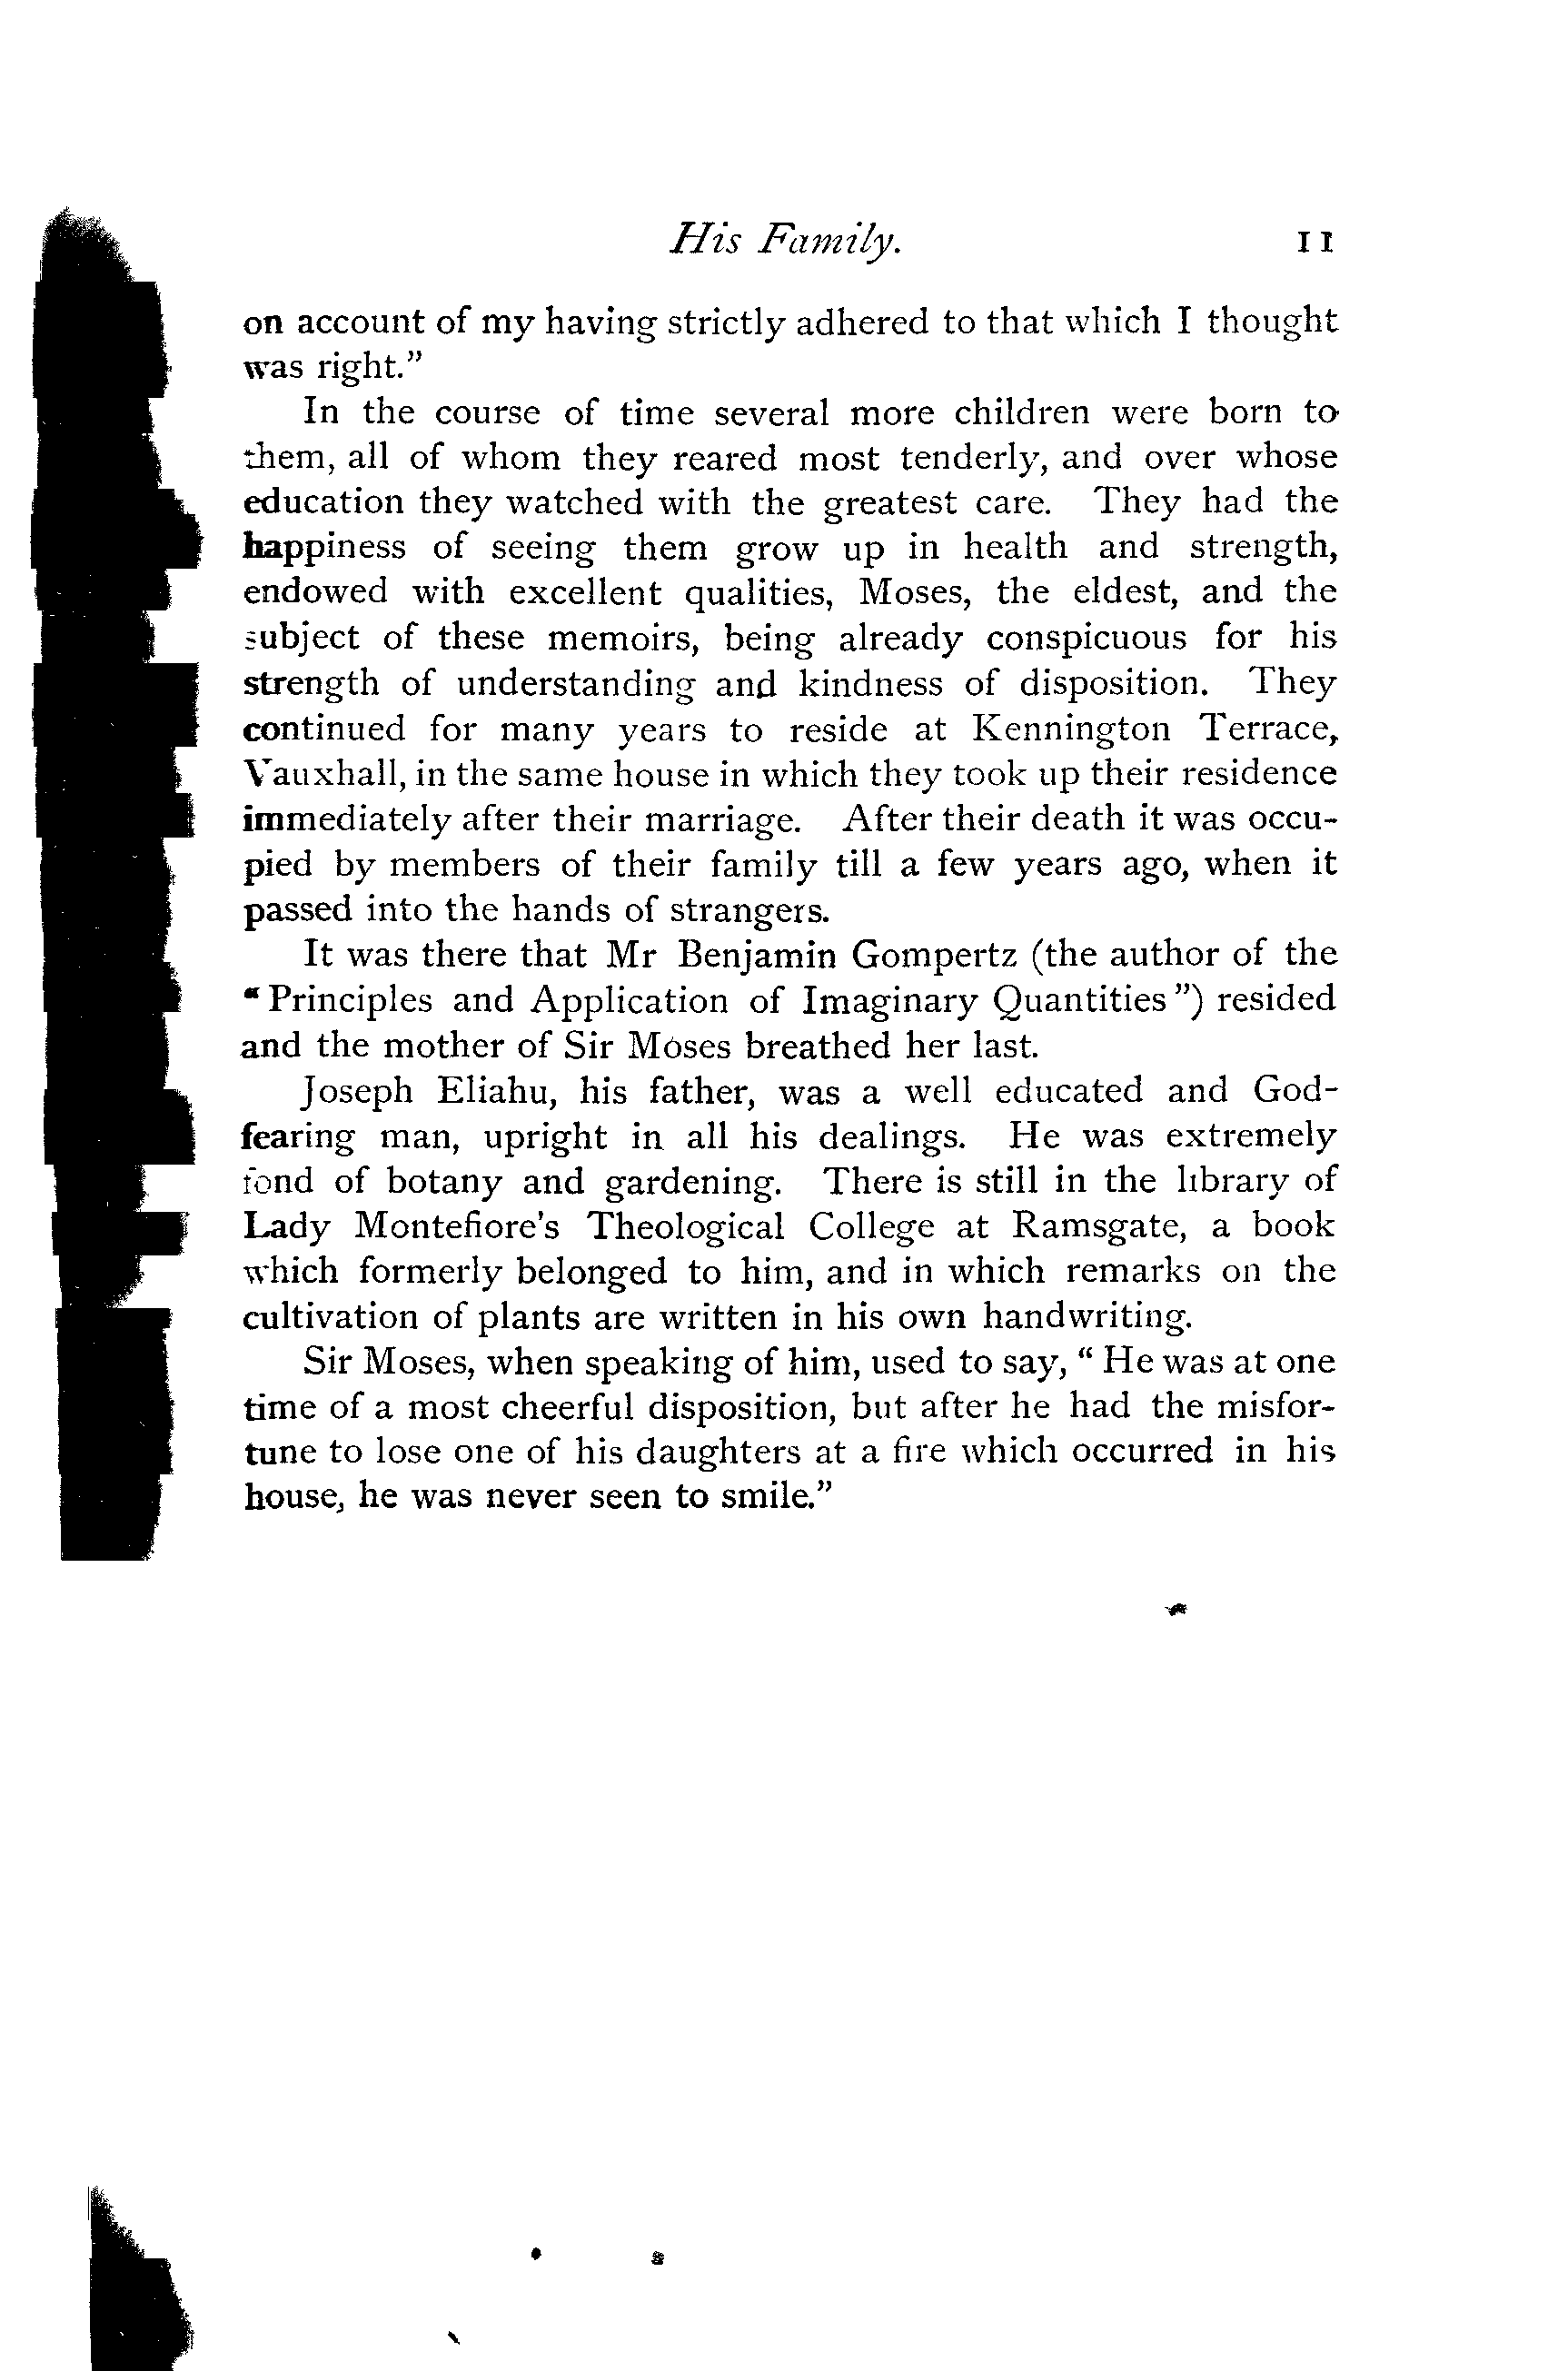 His Family. 11
on account of my having strictly adhered to that which I thought
was right.”
In the course of time several more children were born to
them, all of whom they reared most tenderly, and over whose
education they watched with the greatest care. They had the
happiness of seeing them grow up in health and strength,
endowed with excellent qualities, Moses, the eldest, and the
subject of these memoirs, being already conspicuous for his
strength of understanding and kindness of disposition. They
continued for many years to reside at Kennington Terrace,
Vauxhall, in the same house in which they took up their residence
immediately after their marriage. After their death it was occu-
pied by members of their family till a few years ago, when it
passed into the hands of strangers.
It was there that Mr Benjamin Gompertz (the author of the
“Principles and Application of Imaginary Quantities”) resided
and the mother of Sir Moses breathed her last.
Joseph Eliahu, his father, was a well educated and God-
fearing man, upright in all his dealings. He was extremely
fond of botany and gardening. There is still in the library of
Lady Montefiore's Theological College at Ramsgate, a book
which formerly belonged to him, and in which remarks on the
cultivation of plants are written in his own handwriting.
Sir Moses, when speaking of him, used to say, “He was at one
time of a most cheerful disposition, but after he had the misfor-
tune to lose one of his daughters at a fire which occurred in his
house, he was never seen to smile.”